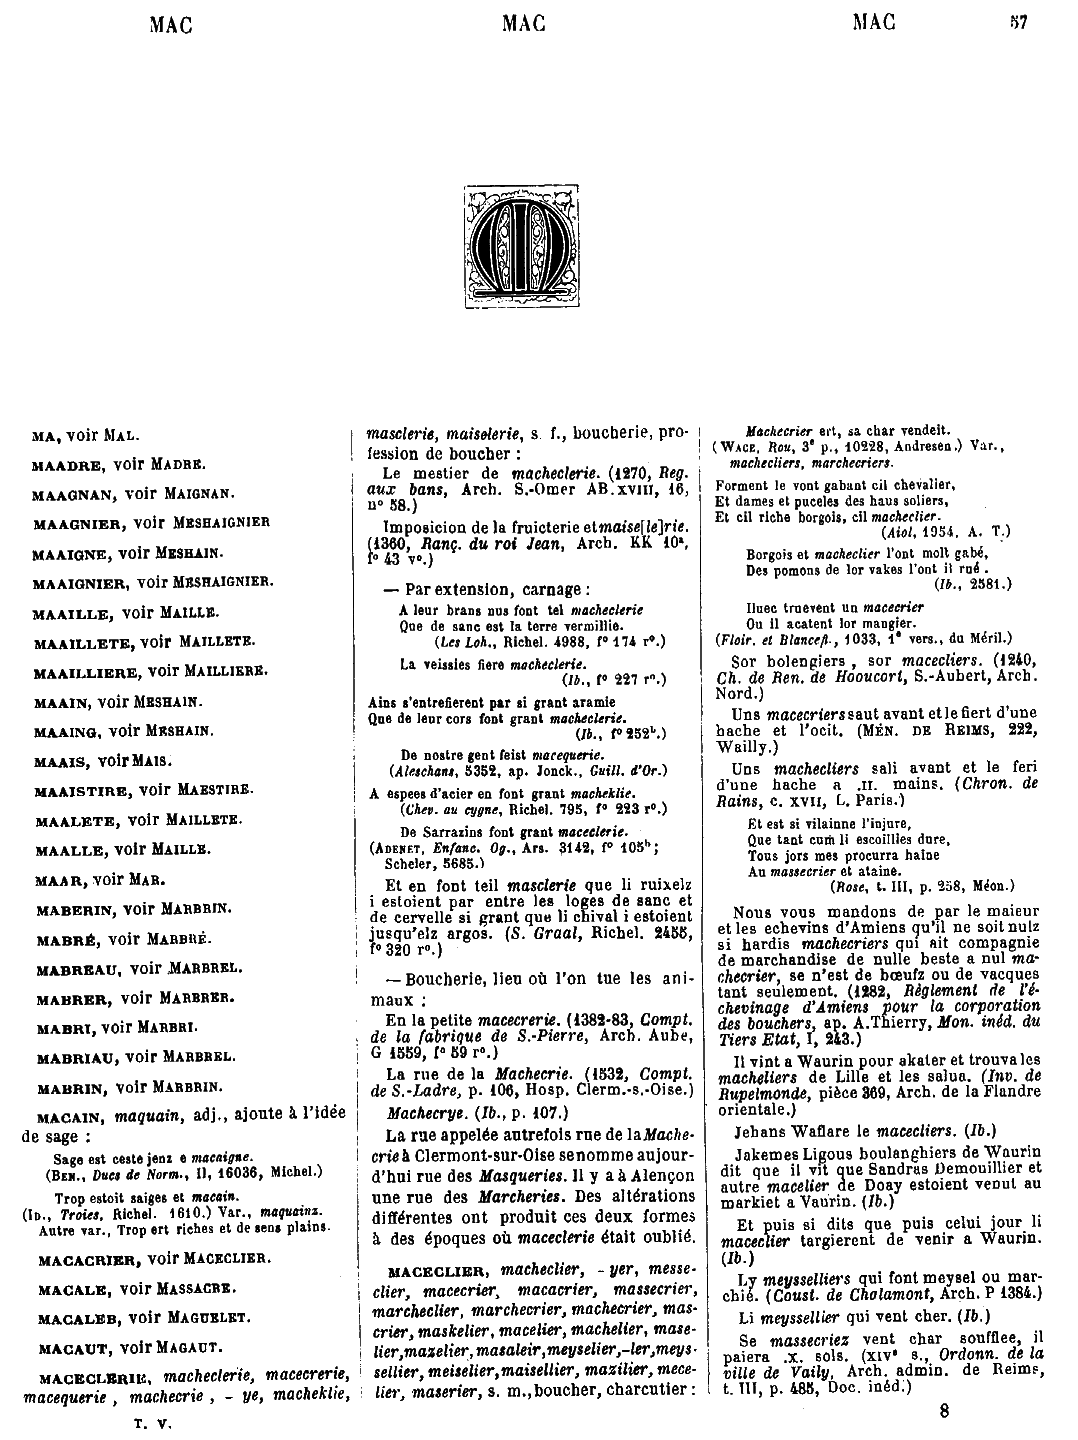 MAC
MAC
MAC 57
M
MA, voir MAL.
MAADRE, voir MADRE.
MAAGNAN, voir MAIGNAN.
MAAGNIER, voir MESHAIGNIER
MAAIGNE, voir MESHAIN.
MAAIGNIER, voir MESHAIGNIER.
MAAILLE, voir MAILLE.
MAAILLETE, voir MAILLETE.
MAAILLIERE, voir MAILLIERE.
MAAIN, voir MESHAIN.
MAAING, voir MESHAIN.
MAAIS, voir MAIS.
MAAISTIRE, voir MAESTIRE.
MAALETE, voir MAILLETE.
MAALLE, voir MAILLE.
MAAR, voir MAR.
MABERIN, voir MARBRIN.
MABRÉ, voir MARBRÉ.
MABREAU, voir MARBREL.
MABRER, voir MARBRER.
MABRI, voir MARBRI.
MABRIAU, voir MARBREL.
MABRIN, voir MARBRIN.
MACAIN, maquain, adj., ajoute à l'idée
de sage :
Sage est ceste jenz e macaigne.
(BEN., Ducs de Norm., II, 16036, Michel.)
Trop estoit saiges et macain.
(ID., Troies, Richel. 1610.) Var., maquainz.
Autre var., Trop ert riches et de sens plains.
MACACRIER, voir MACECLIER.
MACALE, voir MASSACRE.
MACALEB, voir MAGUELET.
MACAUT, voir MAGAUT.
MACECLERIE, macheclerie, macecrerie,
macequerie, machecrie, - ye, macheklie,
T. V.
masclerie, maiselerie, s. f., boucherie, pro-
fession de boucher :
Le mestier de macheclerie. (1270, Reg.
aux bans, Arch. S.-Omer AB. XVIII, 16,
n° 58.)
Imposicion de la fruicterie et maise[le]rie.
(1360, Ranç. du roi Jean, Arch. KK 10ª,
f° 43 v°.)
— Par extension, carnage :
A leur brans nus font tel macheclerie
Que de sanc est la terre vermillie.
(Les Loh., Richel. 4988, f° 174 r°.)
La veissies fiere macheclerie.
(Ib., f° 227 r°.)
Ains s'entrefierent par si grant aramie
Que de leur cors font grant macheclerie.
(Ib., f° 252ᵇ.)
De nostre gent feist macequerie.
(Aleschans, 5352, ap. Jonck., Guill. d'Or.)
A espees d'acier en font grant macheklie.
(Chev. au cygne, Richel. 795, f° 223 r°.)
De Sarrazins font grant maceclerie.
(ADENET, Enfanc. Og., Ars. 3142, f° 105ᵇ;
Scheler, 5685.)
Et en font teil masclerie que li ruixelz
i estoient par entre les loges de sanc et
de cervelle si grant que li chival i estoient
jusqu'elz argos. (S. Graal, Richel. 2455,
f° 320 r°.)
— Boucherie, lieu où l'on tue les ani-
maux :
En la petite macecrerie. (1382-83, Compt.
de la fabrique de S.-Pierre, Arch. Aube,
G 1559, f° 59 r°.)
La rue de la Machecrie. (1532, Compt.
de S.-Ladre, p. 106, Hosp. Clerm.-s.-Oise.)
Machecrye. (Ib., p. 107.)
La rue appelée autrefois rue de la Mache-
crie à Clermont-sur-Oise se nomme aujour-
d'hui rue des Masqueries. Il y a à Alençon
une rue des Marcheries. Des altérations
différentes ont produit ces deux formes
à des époques où maceclerie était oublié.
MACECLIER, macheclier, - yer, messe-
clier, macecrier, macacrier, massecrier,
marcheclier, marchecrier, machecrier, mas-
crier, maskelier, macelier, machelier, mase-
lier, mazelier, masaleir, meyselier, -ler, meys-
sellier, meiselier, maisellier, mazilier, mece-
lier, maserier, s. m., boucher, charcutier :
Machecrier ert, sa char vendeit.
(WACE, Rou, 3ᵉ p., 10228, Andresen.) Var.,
machecliers, marchecriers.
Forment le vont gabant cil chevalier,
Et dames et puceles des haus soliers,
Et cil riche borgois, cil macheclier.
(Aiol, 1954, A. T.)
Borgois et macheclier l'ont molt gabé,
Des pomons de lor vakes l'ont il rué.
(Ib., 2581.)
Iluec truevent un macecrier
Ou il acatent lor mangier.
(Floir. et Blancefl., 1033, 1ᵉ vers., du Méril.)
Sor bolengiers, sor macecliers. (1240,
Ch. de Ren. de Hooucort, S.-Aubert, Arch.
Nord.)
Uns macecriers saut avant et le fiert d'une
hache et l'ocit. (MÉN. DE REIMS, 222,
Wailly.)
Uns machecliers sali avant et le feri
d'une hache a .II. mains. (Chron. de
Rains, c. XVII, L. Paris.)
Et est si vilainne l'injure,
Que tant cum li escoillies dure,
Tous jors mes procurra haïne
Au massecrier et ataine.
(Rose, t. III, p. 258, Méon.)
Nous vous mandons de par le maieur
et les echevins d'Amiens qu'il ne soit nulz
si hardis machecriers qui ait compagnie
de marchandise de nulle beste a nul ma-
checrier, se n'est de bœufz ou de vacques
tant seulement. (1282, Règlement de l'é-
chevinage d'Amiens pour la corporation
des bouchers, ap. A. Thierry, Mon. inéd. du
Tiers Etat, I, 243.)
Il vint a Waurin pour akater et trouva les
macheliers de Lille et les salua. (Inv. de
Rupelmonde, pièce 369, Arch. de la Flandre
orientale.)
Jehans Waflare le macecliers. (Ib.)
Jakemes Ligous boulanghiers de Waurin
dit que il vit que Sandras Demouillier et
autre macelier de Doay estoient venut au
markiet a Vaurin. (Ib.)
Et puis si dits que puis celui jour li
maceclier targierent de venir a Waurin.
(Ib.)
Ly meysselliers qui font meysel ou mar-
chié. (Coust. de Cholamont, Arch. P 1384.)
Li meyssellier qui vent cher. (Ib.)
Se massecriez vent char soufflee, il
paiera .X. sols. (XIVᵉ s., Ordonn. de la
ville de Vaily, Arch. admin. de Reims,
t. III, p. 485, Doc. inéd.)
8